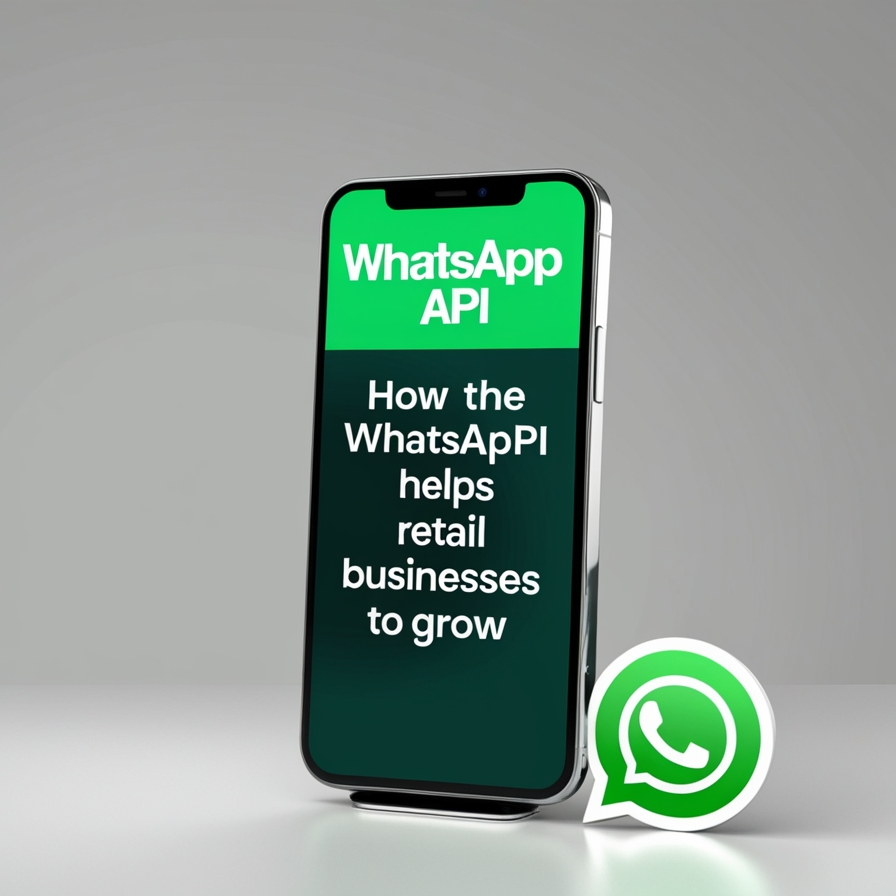 WhatsApp
API
How the
WhatsApPI
helps
retail
businesses
to grow